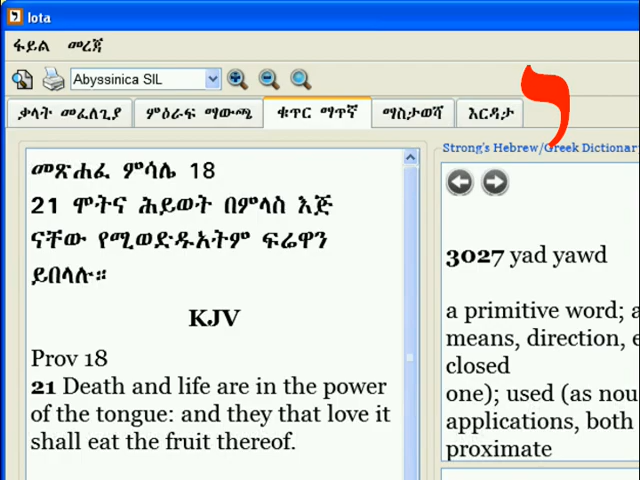 Iota
ፋይል መረጃ
Abyssinica SIL
ቃላት መፈለጊያ ምዕራፍ ማውጫ ቁጥር ማጥኛ ማስታወሻ እርዳታ
መጽሐፈ ምሳሌ 18
21 ሞትና ሕይወት በምላስ እጅ
ናቸው የሚወድዱአትም ፍሬዋን
ይበላሉ።
KJV
Prov 18
21 Death and life are in the power
of the tongue: and they that love it
shall eat the fruit thereof.
Strong's Hebrew/Greek Dictionar
3027 yad yawd
a primitive word; a
means, direction, e
closed
one); used (as nou
applications, both
proximate
י